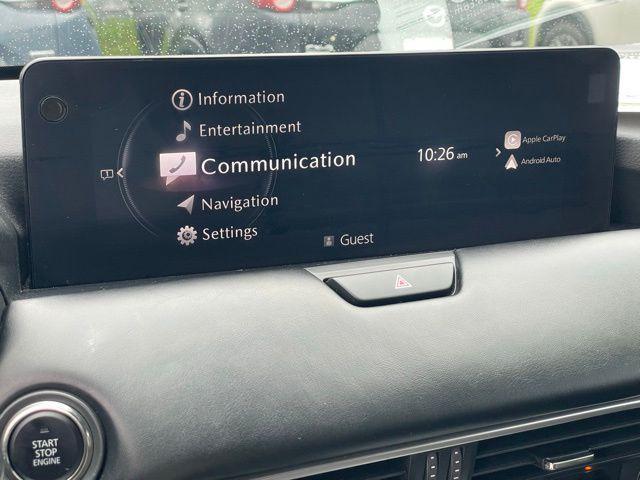 Information
Entertainment
Communication
10:26 am
Apple CarPlay
Android Auto
Navigation
Settings
Guest
START
STOP
ENGINE